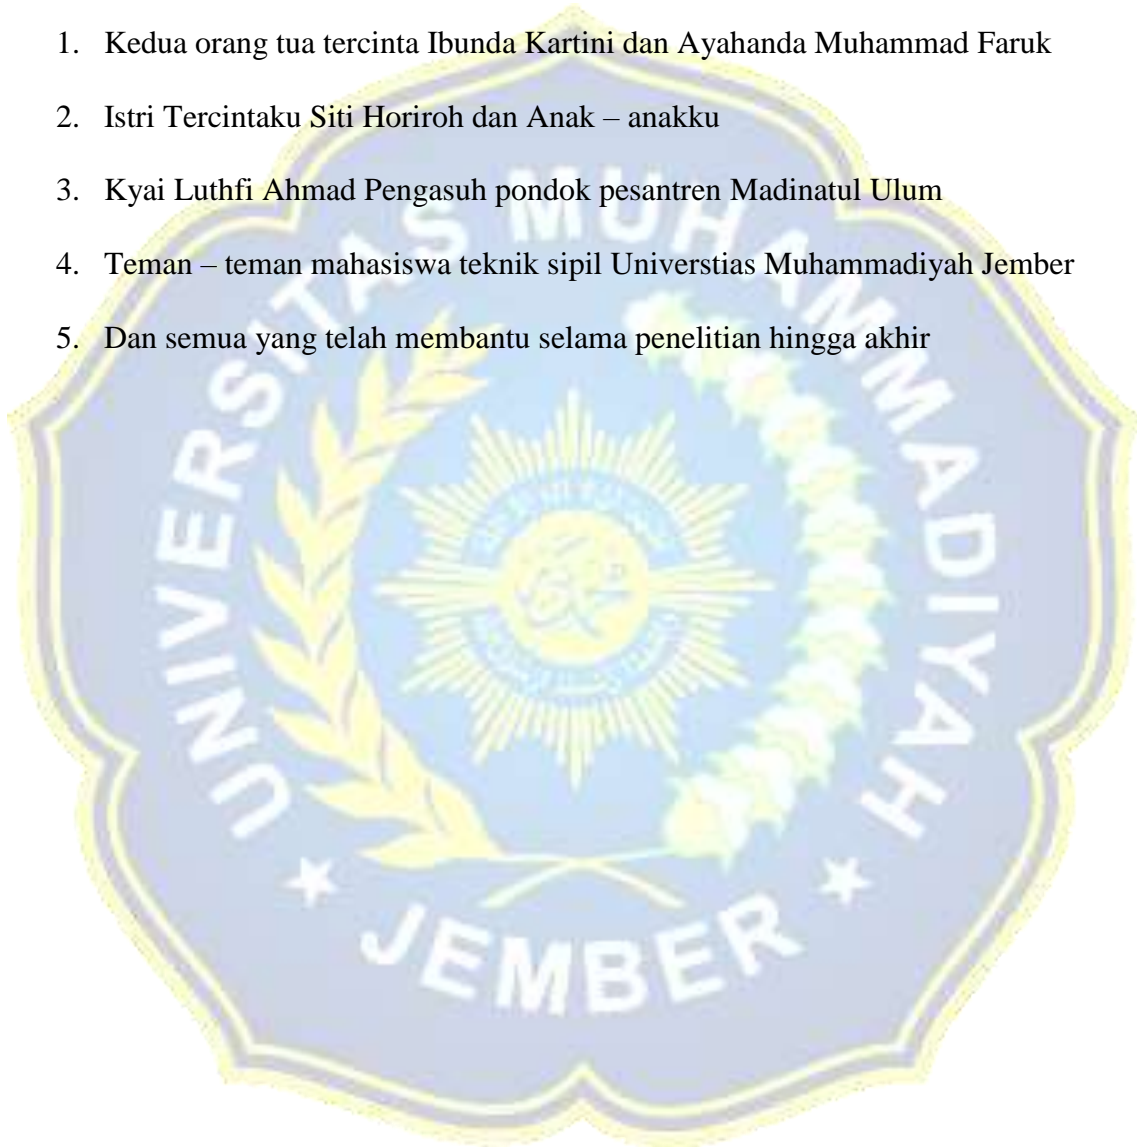 1. Kedua orang tua tercinta Ibunda Kartini dan Ayahanda Muhammad Faruk
2. Istri Tercintaku Siti Horiroh dan Anak – anakku
3. Kyai Luthfi Ahmad Pengasuh pondok pesantren Madinatul Ulum
4. Teman – teman mahasiswa teknik sipil Universtias Muhammadiyah Jember
5. Dan semua yang telah membantu selama penelitian hingga akhir
UNIVERSITAS MUHAMMADIYAH
JEMBER